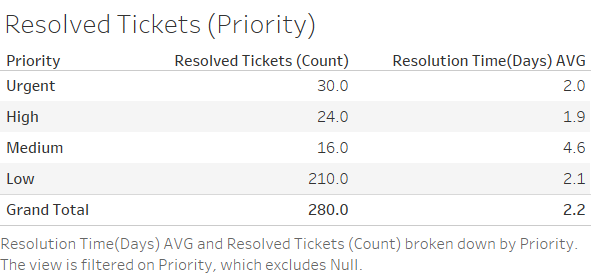 Resolved Tickets (Priority)
Priority Resolved Tickets (Count) Resolution Time(Days) AVG
Urgent 30.0 2.0
High 24.0 1.9
Medium 16.0 4.6
Low 210.0 2.1
Grand Total 280.0 2.2
Resolution Time(Days) AVG and Resolved Tickets (Count) broken down by Priority.
The view is filtered on Priority, which excludes Null.